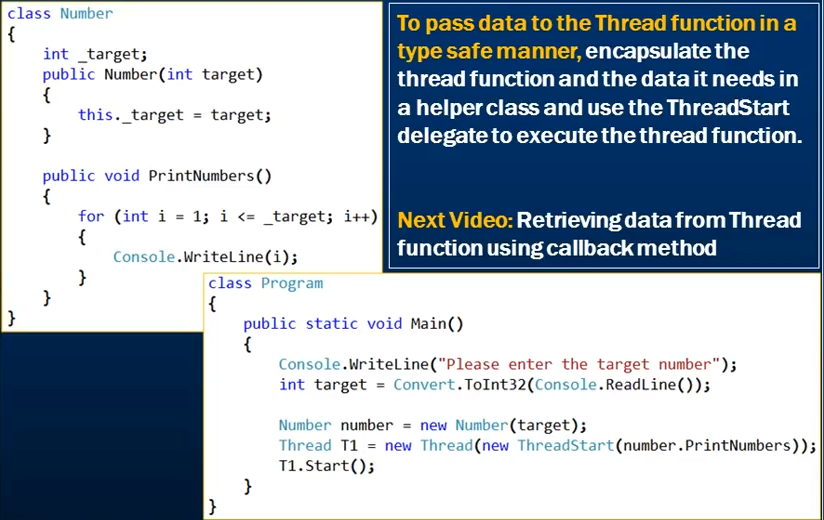 class Number
{
    int _target;
    public Number(int target)
    {
        this._target = target;
    }

    public void PrintNumbers()
    {
        for (int i = 1; i <= _target; i++)
        {
            Console.WriteLine(i);
        }
    }
}
To pass data to the Thread function in a
type safe manner, encapsulate the
thread function and the data it needs in
a helper class and use the ThreadStart
delegate to execute the thread function.
Next Video: Retrieving data from Thread
function using callback method
class Program
{
    public static void Main()
    {
        Console.WriteLine("Please enter the target number");
        int target = Convert.ToInt32(Console.ReadLine());

        Number number = new Number(target);
        Thread T1 = new Thread(new ThreadStart(number.PrintNumbers));
        T1.Start();
    }
}